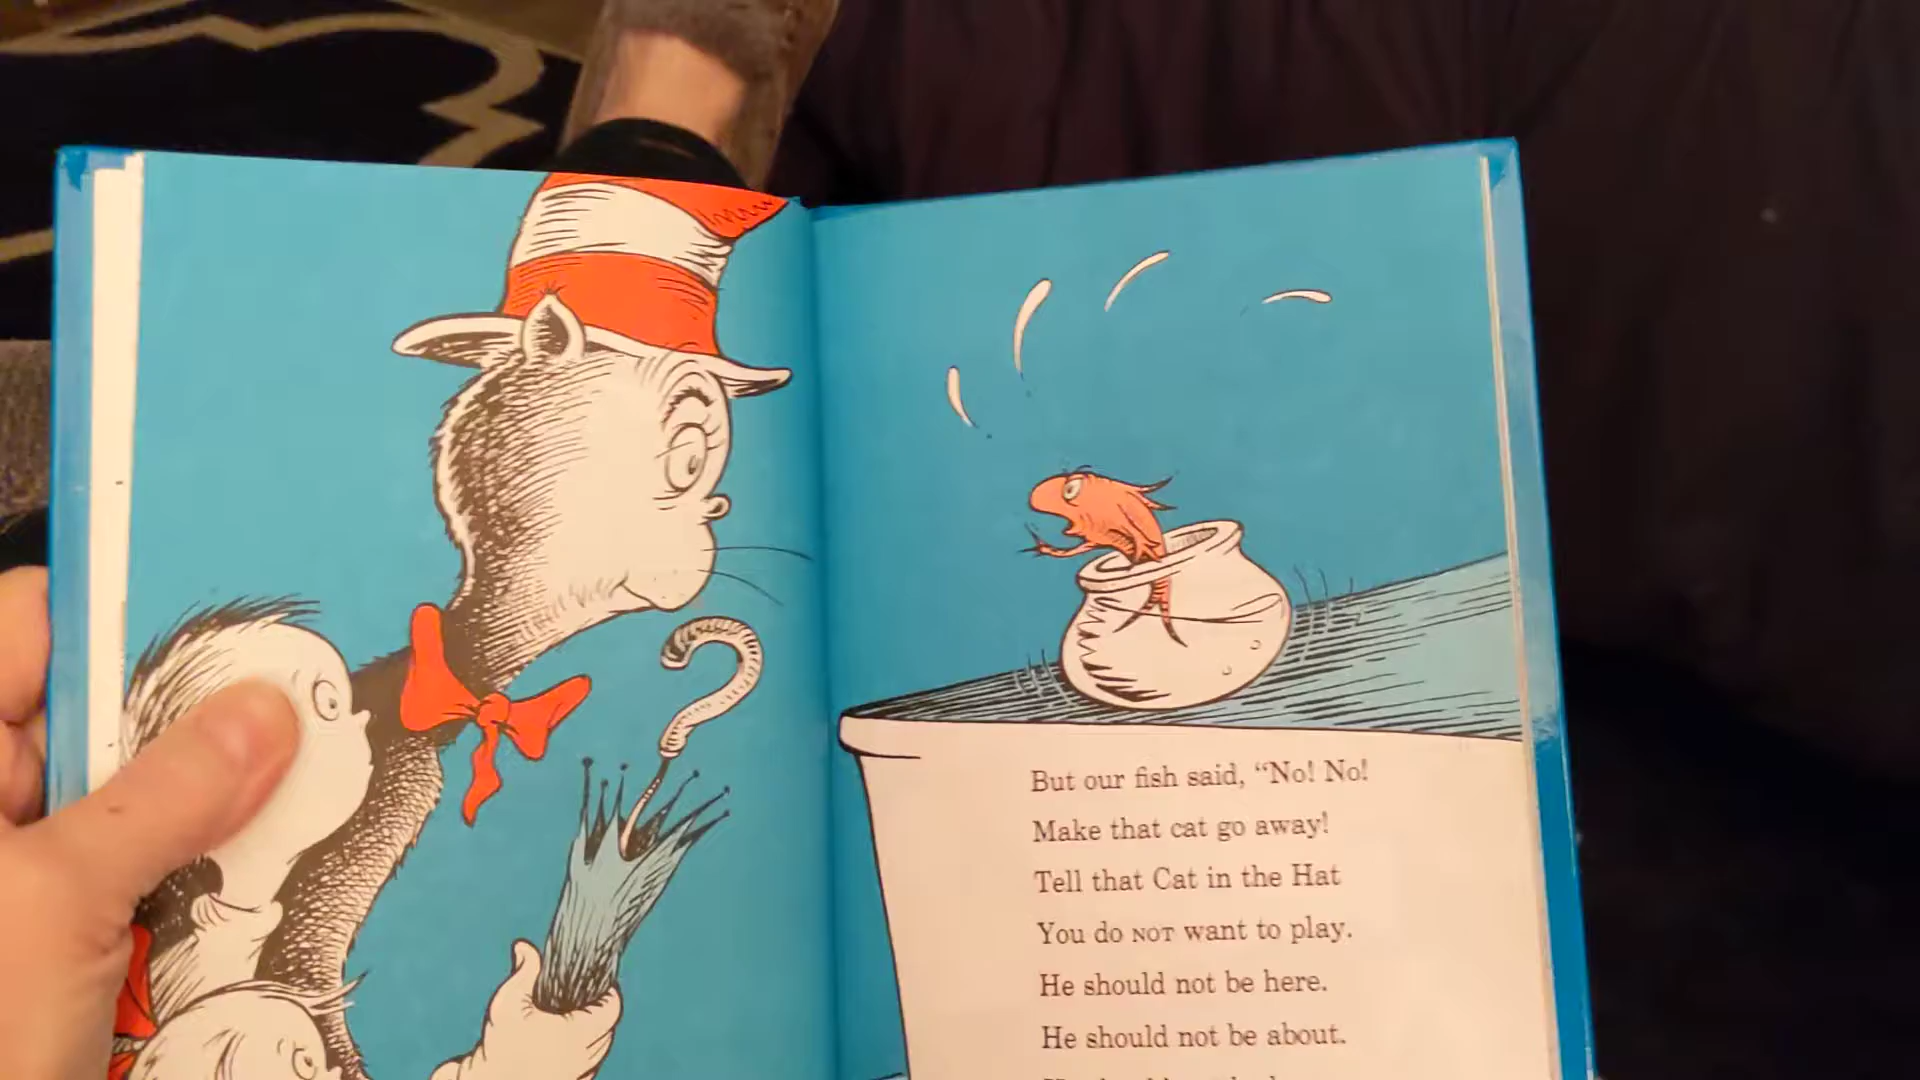 But our fish said, “No! No!
Make that cat go away!
Tell that Cat in the Hat
You do NOT want to play.
He should not be here.
He should not be about.